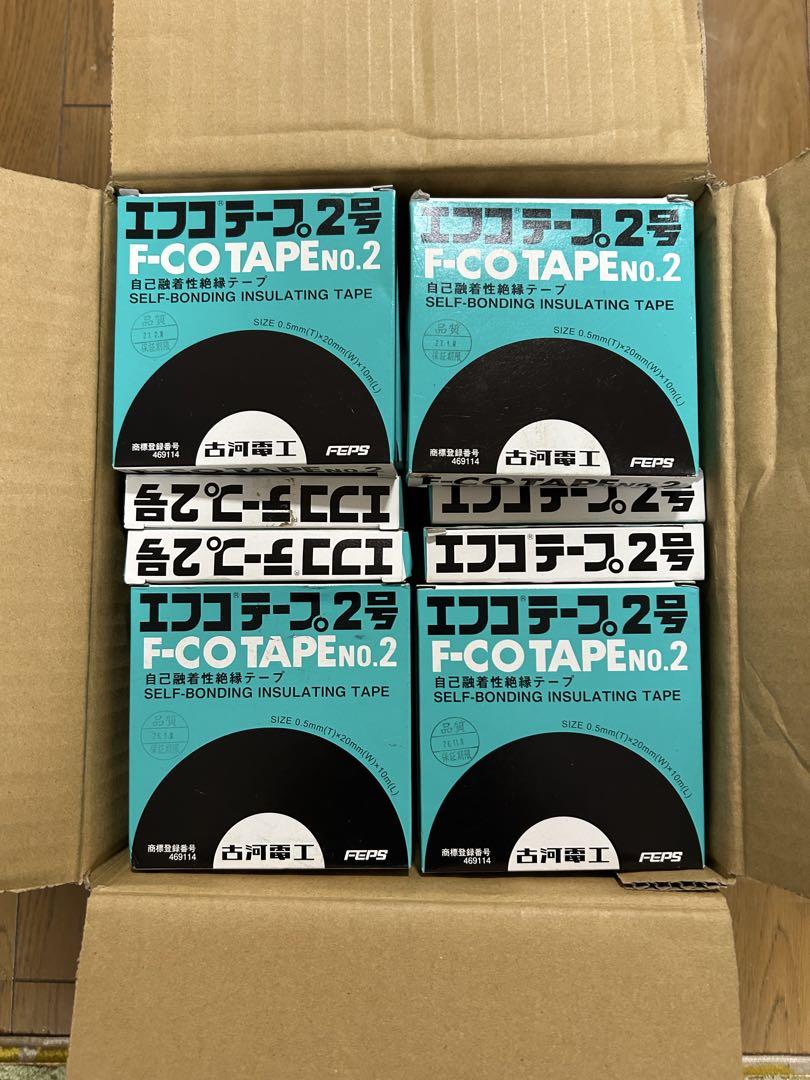 エフコ®テープ®2号
F-CO TAPE NO.2
自己融着性絶縁テープ
SELF-BONDING INSULATING TAPE
品質
27.2.M
保証期限
SIZE 0.5mm(T)×20mm(W)×10m(L)
商標登録番号
469114
古河電工
FEPS
エフコ®テープ®2号
F-CO TAPE NO.2
自己融着性絶縁テープ
SELF-BONDING INSULATING TAPE
品質
27.1.M
保証期限
SIZE 0.5mm(T)×20mm(W)×10m(L)
商標登録番号
469114
古河電工
FEPS
F-CO TAPE NO.2
エフコテープ2号
エフコ®テープ2号
F-CO TAPE NO.2
エフコ®テープ2号
エフコ®テープ2号
エフコ®テープ2号
F-CO TAPE NO.2
自己融着性絶縁テープ
SELF-BONDING INSULATING TAPE
品質
保証期限
SIZE 0.5mm(T)×20mm(W)×10m(L)
商標登録番号
469114
古河電工
FEPS
エフコ®テープ2号
F-CO TAPE NO.2
自己融着性絶縁テープ
SELF-BONDING INSULATING TAPE
品質
保証期限
SIZE 0.5mm(T)×20mm(W)×10m(L)
商標登録番号
469114
古河電工
FEPS